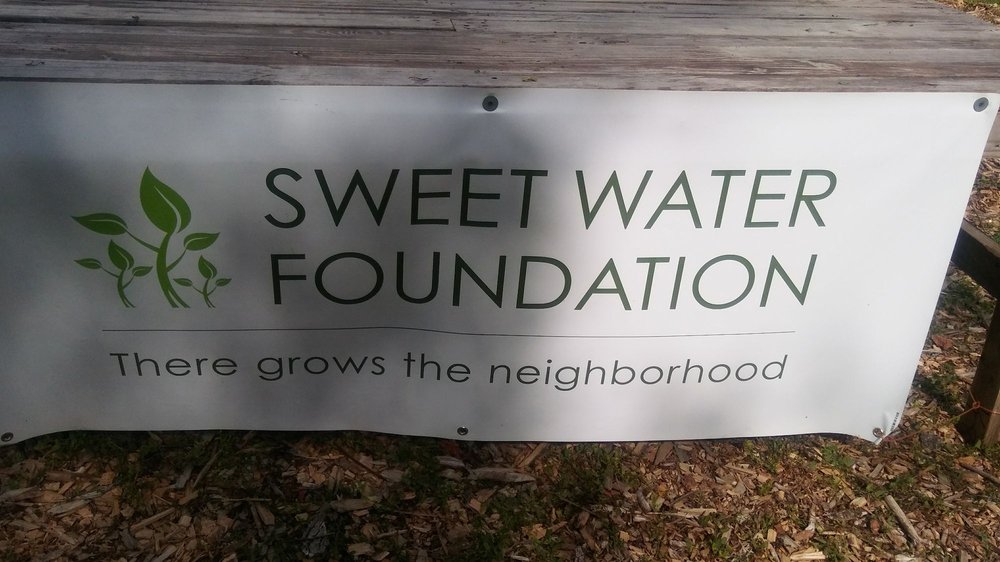 SWEET WATER
FOUNDATION
There grows the neighborhood